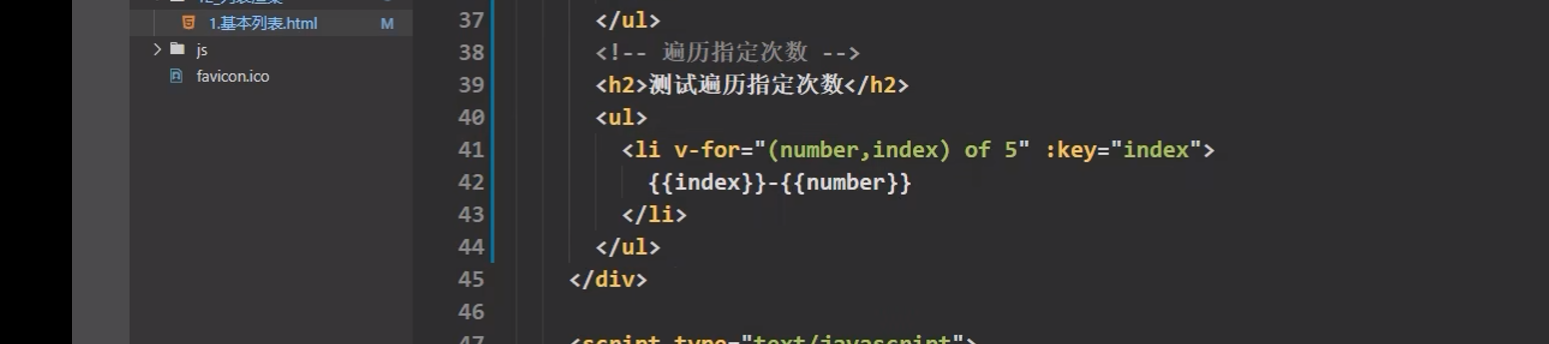 1.基本列表.html M
js
favicon.ico
37 </ul>
38 <!-- 遍历指定次数 -->
39 <h2>测试遍历指定次数</h2>
40 <ul>
41 <li v-for="(number,index) of 5" :key="index">
42 {{index}}-{{number}}
43 </li>
44 </ul>
45 </div>
46
47 <script type="text/javascript">